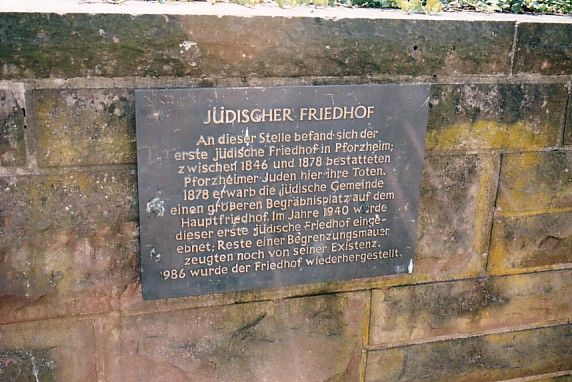 JÜDISCHER FRIEDHOF
An dieser Stelle befand sich der
erste jüdische Friedhof in Pforzheim;
zwischen 1846 und 1878 bestatteten
Pforzheimer Juden hier ihre Toten.
1878 erwarb die jüdische Gemeinde
einen größeren Begräbnisplatz auf dem
Hauptfriedhof. Im Jahre 1940 wurde
dieser erste jüdische Friedhof einge-
ebnet; Reste einer Begrenzungsmauer
zeugten noch von seiner Existenz.
1986 wurde der Friedhof wiederhergestellt.